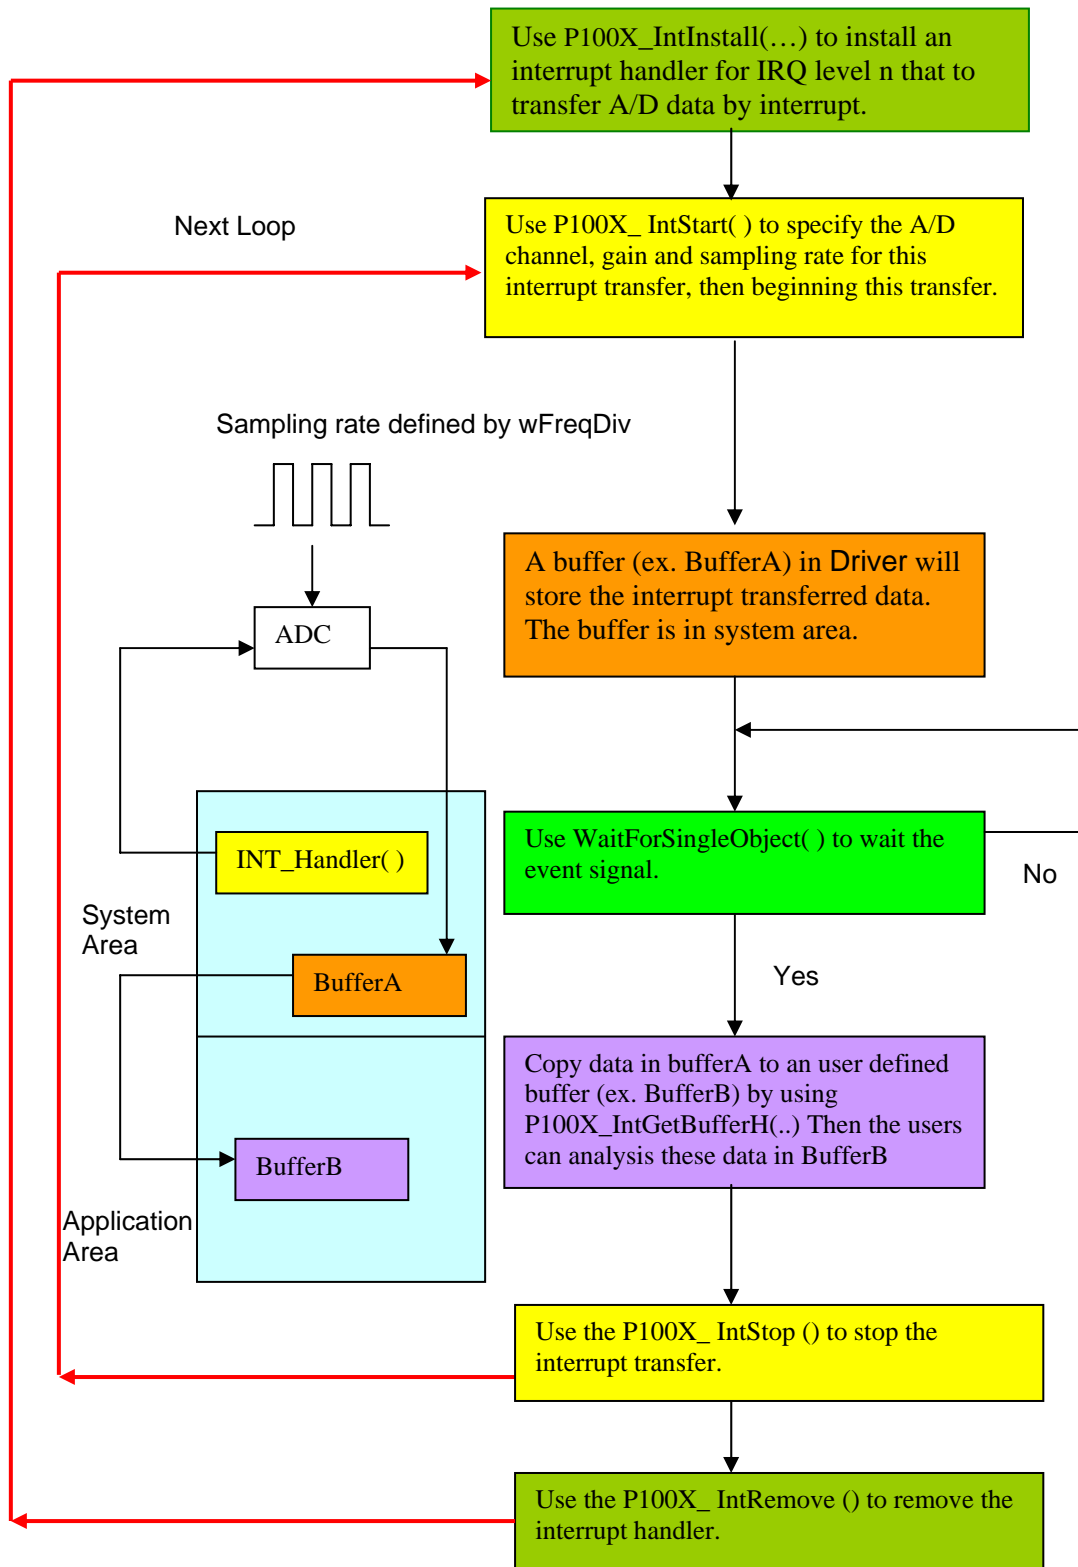 Use P100X_IntInstall(…) to install an
interrupt handler for IRQ level n that to
transfer A/D data by interrupt.
Next Loop
Use P100X_ IntStart( ) to specify the A/D
channel, gain and sampling rate for this
interrupt transfer, then beginning this transfer.
Sampling rate defined by wFreqDiv
A buffer (ex. BufferA) in Driver will
store the interrupt transferred data.
The buffer is in system area.
ADC
Use WaitForSingleObject( ) to wait the
event signal.
No
INT_Handler( )
System
Area
BufferA
Yes
Copy data in bufferA to an user defined
buffer (ex. BufferB) by using
P100X_IntGetBufferH(..) Then the users
can analysis these data in BufferB
BufferB
Application
Area
Use the P100X_ IntStop () to stop the
interrupt transfer.
Use the P100X_ IntRemove () to remove the
interrupt handler.